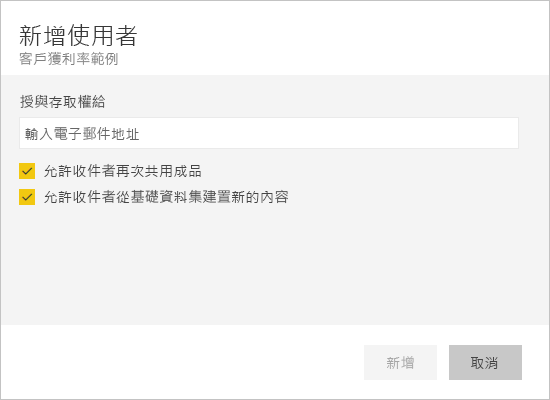 新增使用者
客戶獲利率範例
授與存取權給
輸入電子郵件地址
允許收件者再次共用成品
允許收件者從基礎資料集建置新的內容
新增
取消